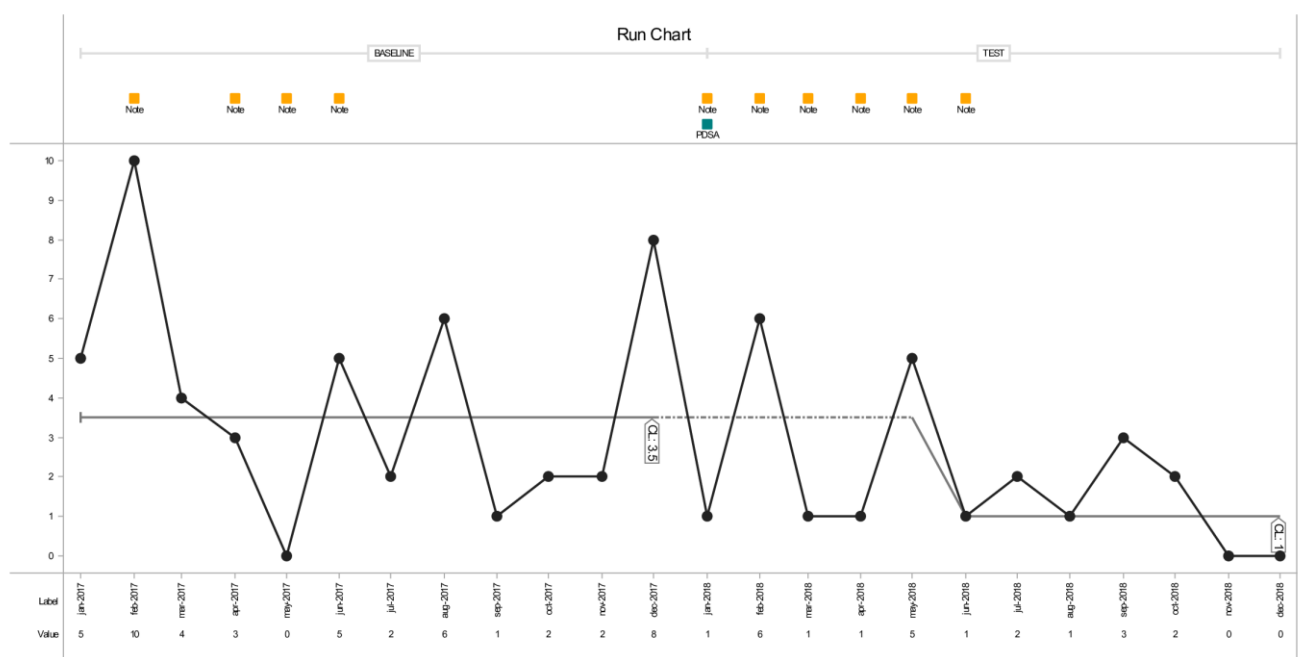 Run Chart
BASELINE TEST
Note Note Note Note Note Note Note Note Note Note
PDSA
10
9
8
7
6
5
4
3
2
1
0
CL: 3.5
CL: 1
Label jan-2017 feb-2017 mar-2017 apr-2017 may-2017 jun-2017 jul-2017 aug-2017 sep-2017 oct-2017 nov-2017 dec-2017 jan-2018 feb-2018 mar-2018 apr-2018 may-2018 jun-2018 jul-2018 aug-2018 sep-2018 oct-2018 nov-2018 dec-2018
Value 5 10 4 3 0 5 2 6 1 2 2 8 1 6 1 1 5 1 2 1 3 2 0 0